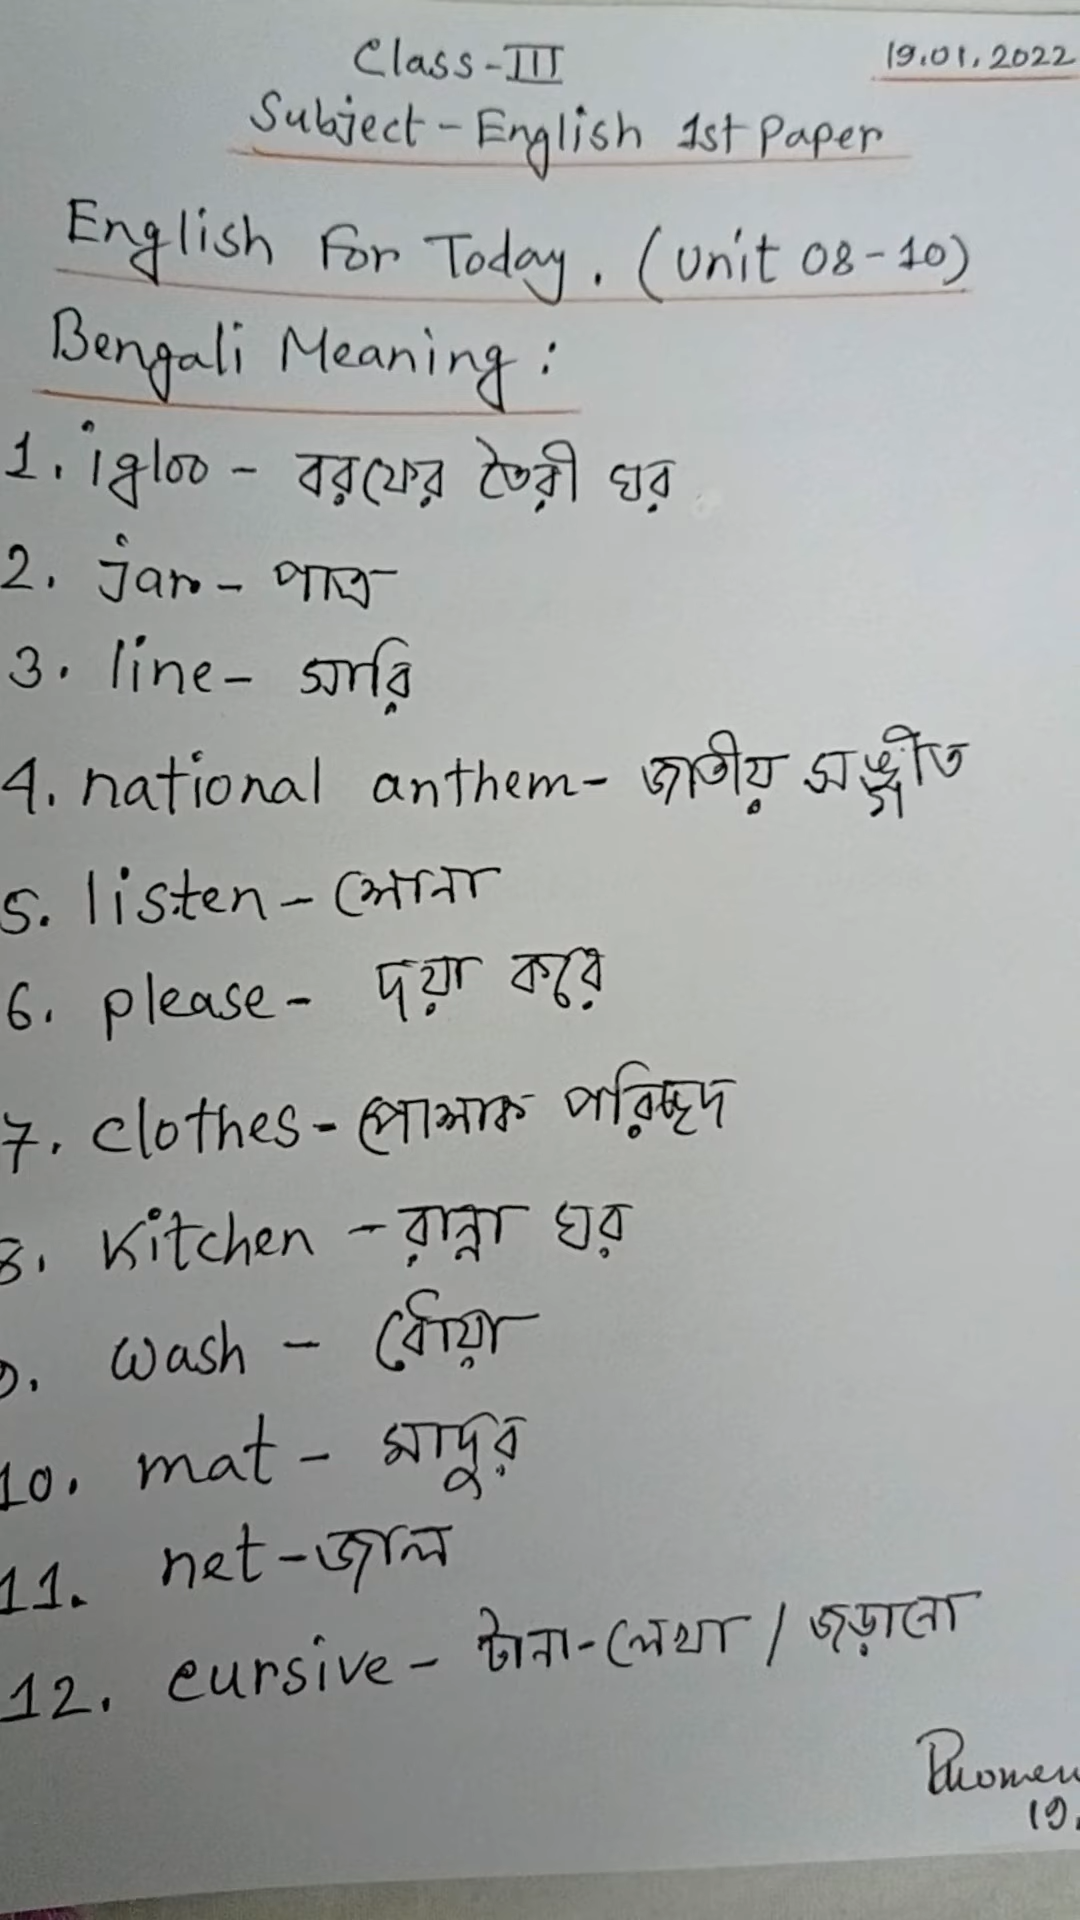 Class-III
19.01.2022
Subject-English 1st Paper
English For Today. (Unit 08-10)
Bengali Meaning:
1. igloo - বরফের তৈরী ঘর
2. jar - পাত্র
3. line - সারি
4. national anthem- জাতীয় সঙ্গীত
5. listen - শোনা
6. please - দয়া করে
7. clothes - পোশাক পরিচ্ছদ
8. Kitchen - রান্না ঘর
9. wash - ধোঁয়া
10. mat - মাদুর
11. net - জাল
12. cursive - টানা-লেখা / জড়ানো
19.